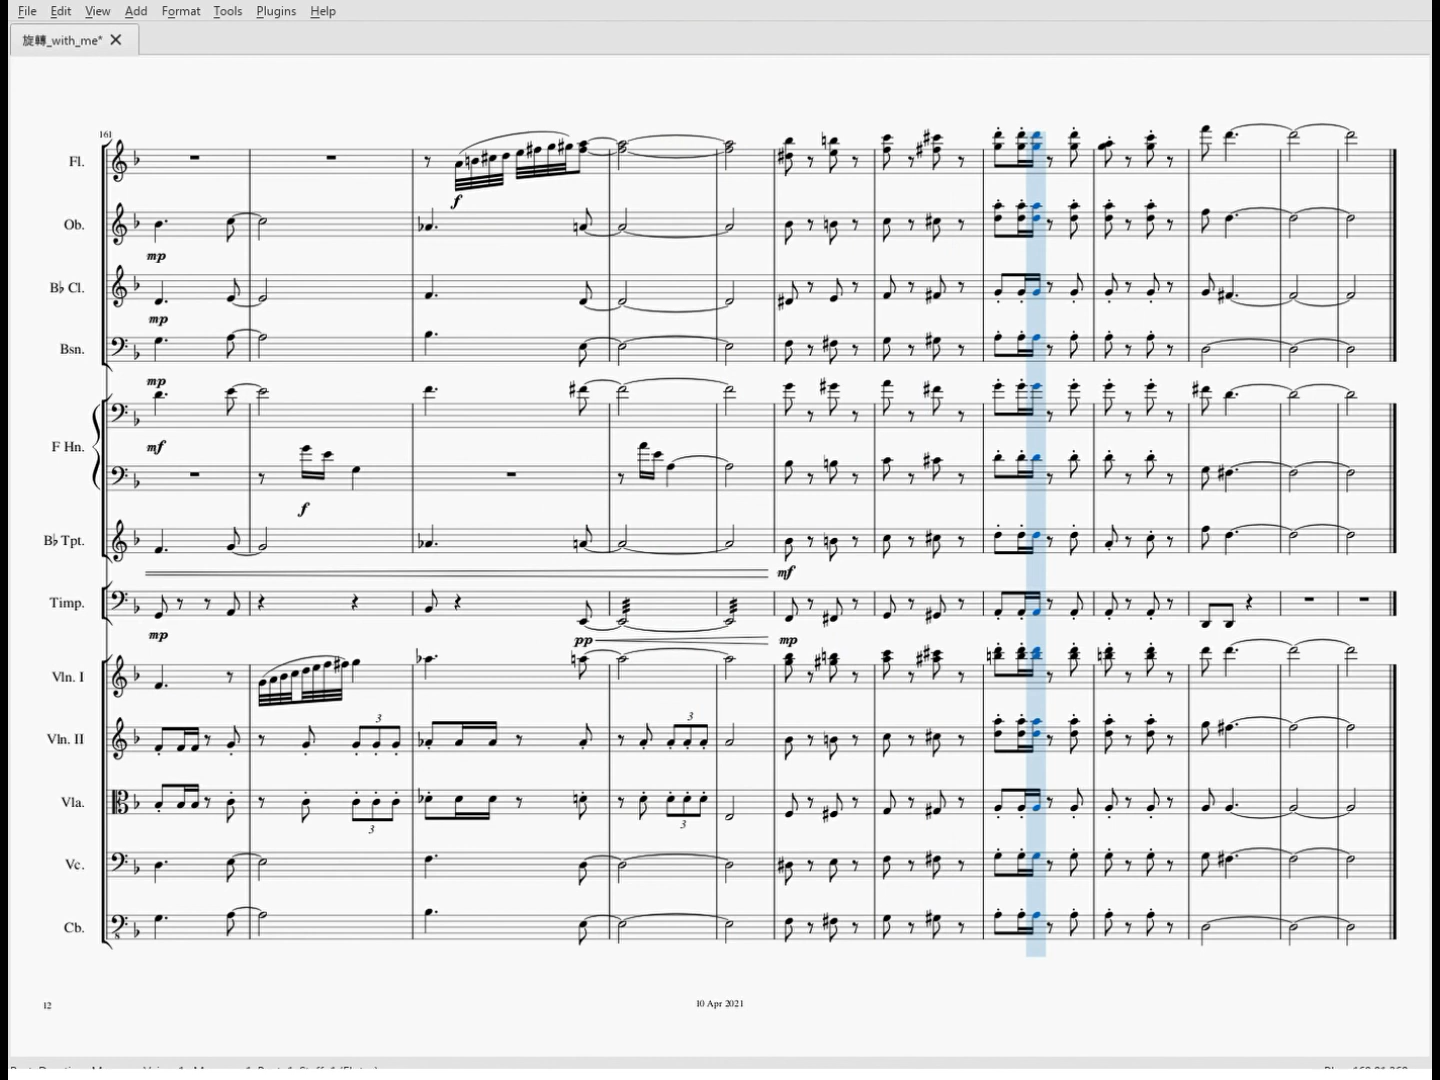 File Edit View Add Format Tools Plugins Help
旋轉_with_me*
161
Fl.
f
Ob.
mp
B♭ Cl.
mp
Bsn.
mp
F Hn.
mf
f
B♭ Tpt.
mf
Timp.
mp pp mp
Vln. I
Vln. II
3 3
Vla.
3 3
Vc.
Cb.
8
12
10 Apr 2021